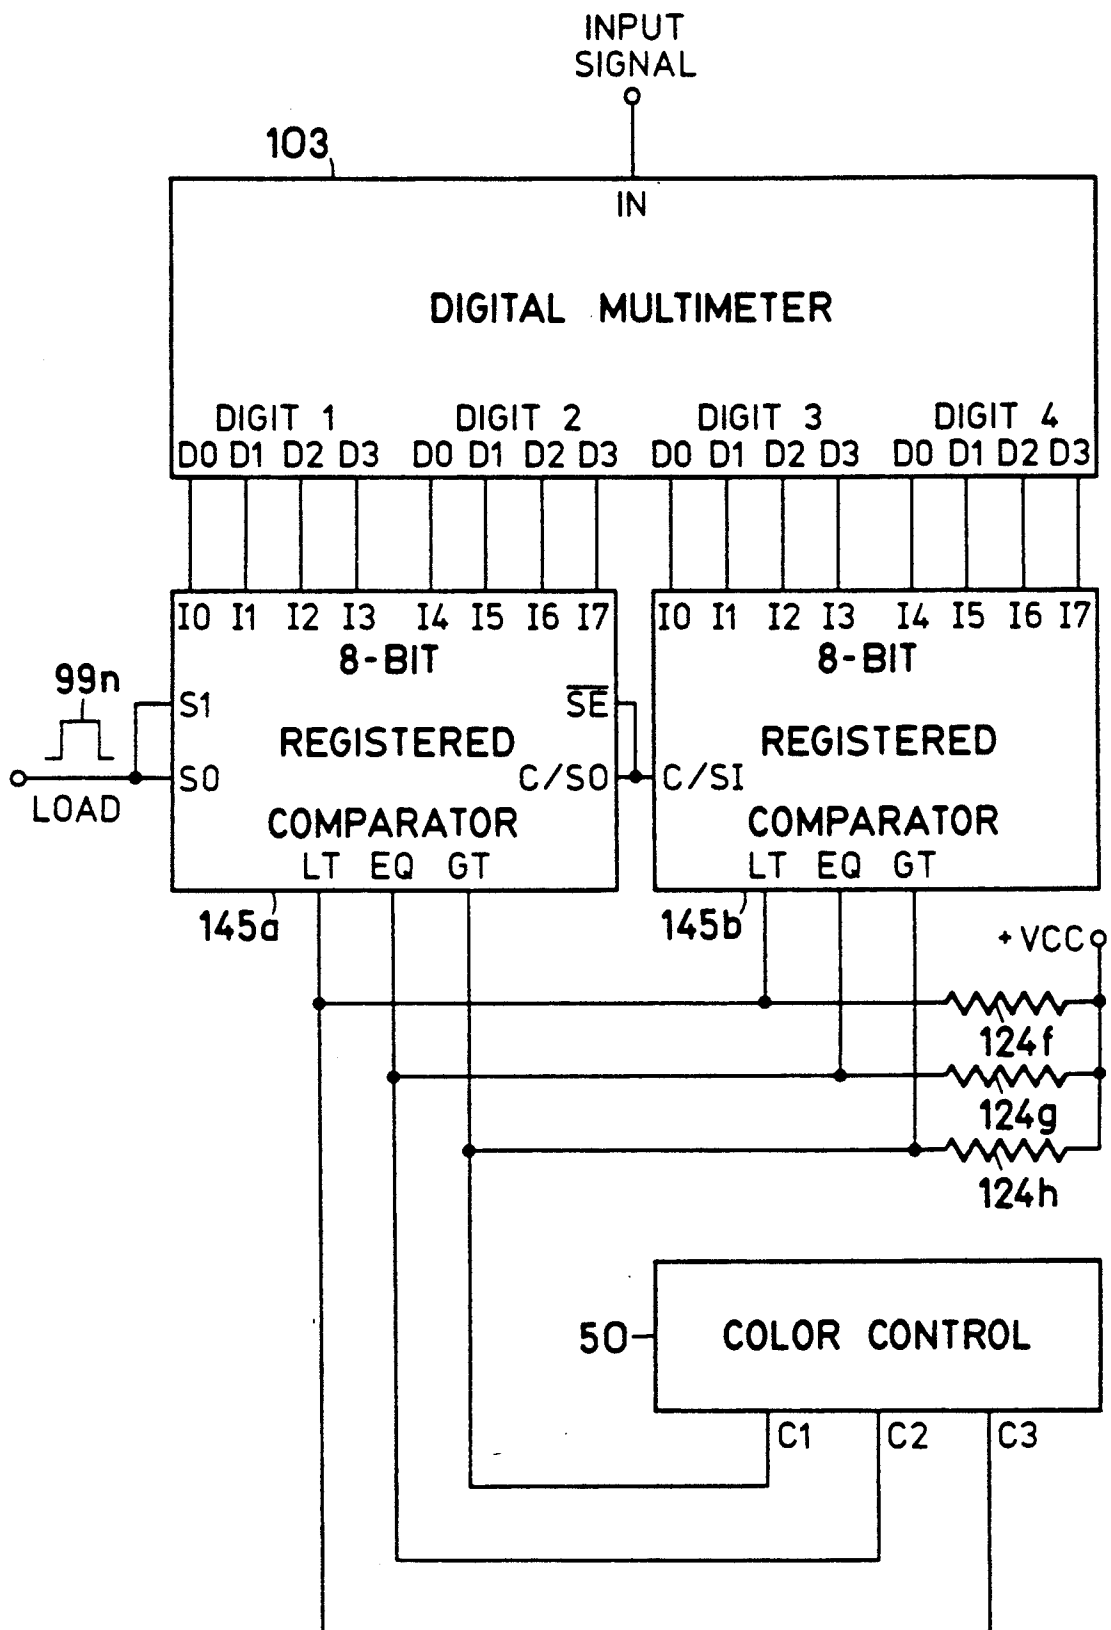 INPUT
SIGNAL
103
IN
DIGITAL MULTIMETER
DIGIT 1 DIGIT 2 DIGIT 3 DIGIT 4
D0 D1 D2 D3 D0 D1 D2 D3 D0 D1 D2 D3 D0 D1 D2 D3
I0 I1 I2 I3 I4 I5 I6 I7 I0 I1 I2 I3 I4 I5 I6 I7
8-BIT 8-BIT
99n
S1 SE
REGISTERED REGISTERED
S0 C/SO C/SI
LOAD
COMPARATOR COMPARATOR
LT EQ GT LT EQ GT
145a 145b
+VCC
124f
124g
124h
50 COLOR CONTROL
C1 C2 C3